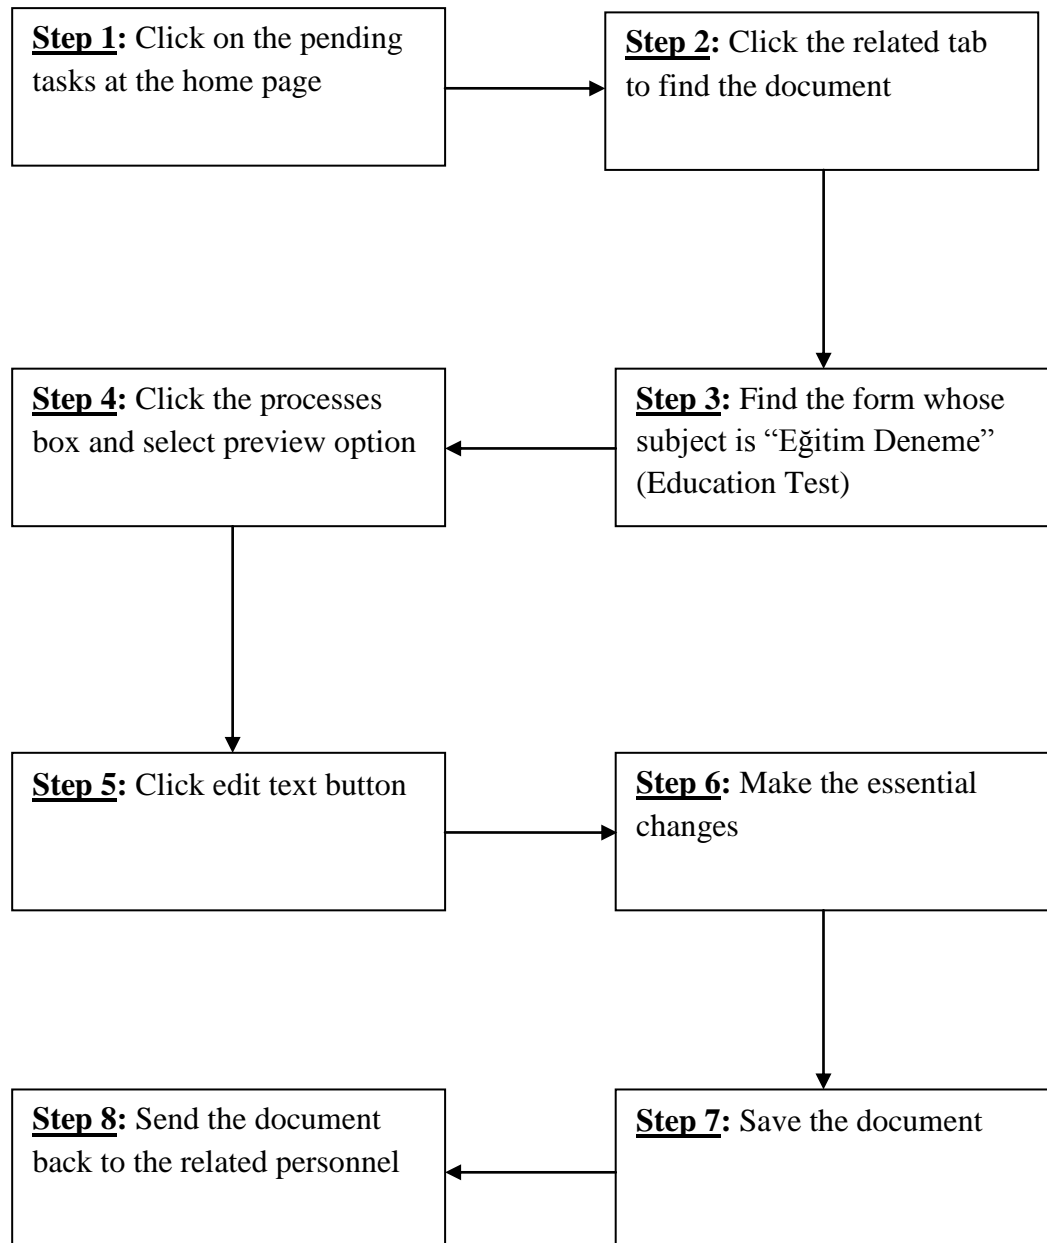 Step 1: Click on the pending
tasks at the home page
Step 2: Click the related tab
to find the document
Step 3: Find the form whose
subject is “Eğitim Deneme”
(Education Test)
Step 4: Click the processes
box and select preview option
Step 5: Click edit text button
Step 6: Make the essential
changes
Step 7: Save the document
Step 8: Send the document
back to the related personnel